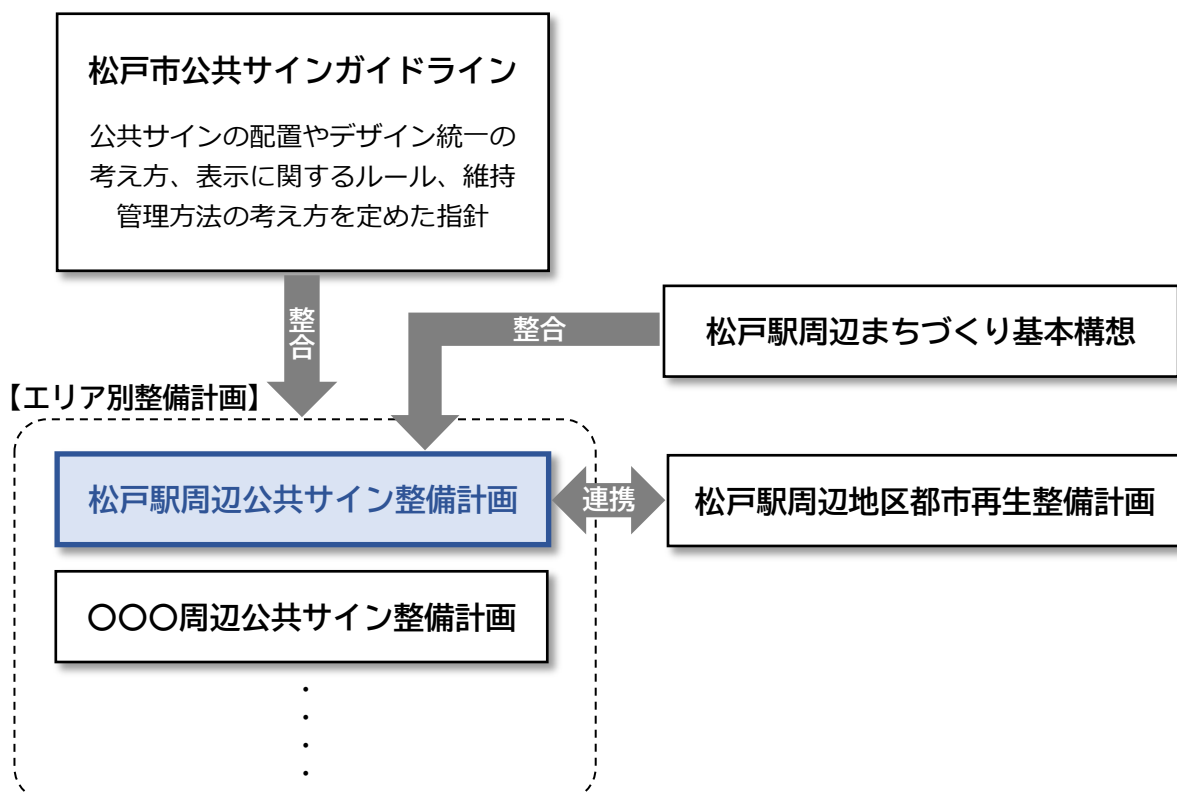 松戸市公共サインガイドライン
公共サインの配置やデザイン統一の
考え方、表示に関するルール、維持
管理方法の考え方を定めた指針
整合
整合
松戸駅周辺まちづくり基本構想
【エリア別整備計画】
松戸駅周辺公共サイン整備計画
連携
松戸駅周辺地区都市再生整備計画
〇〇〇周辺公共サイン整備計画
・
・
・
・